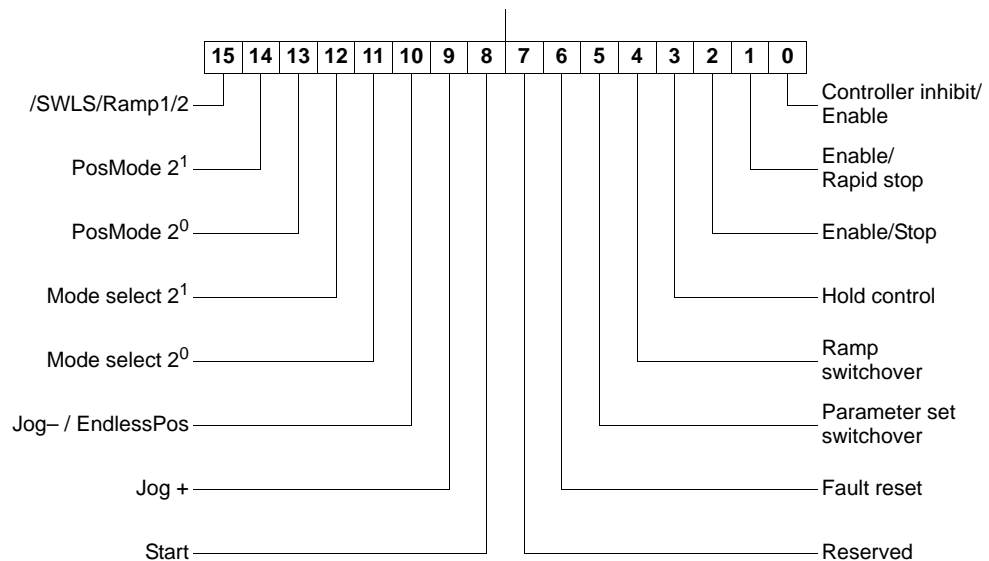 15 14 13 12 11 10 9 8 7 6 5 4 3 2 1 0
/SWLS/Ramp1/2
PosMode 2¹
PosMode 2⁰
Mode select 2¹
Mode select 2⁰
Jog– / EndlessPos
Jog +
Start
Controller inhibit/
Enable
Enable/
Rapid stop
Enable/Stop
Hold control
Ramp
switchover
Parameter set
switchover
Fault reset
Reserved